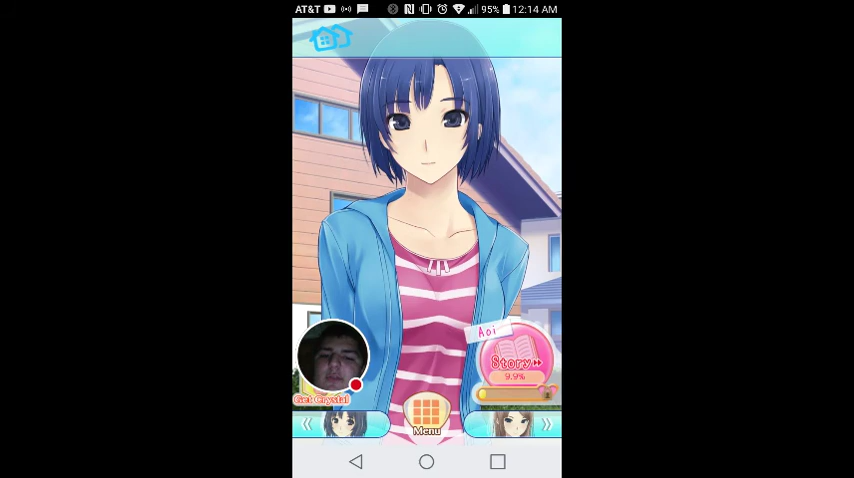 AT&T 95% 12:14 AM
Aoi
Story
9.9%
Get Crystal
Menu